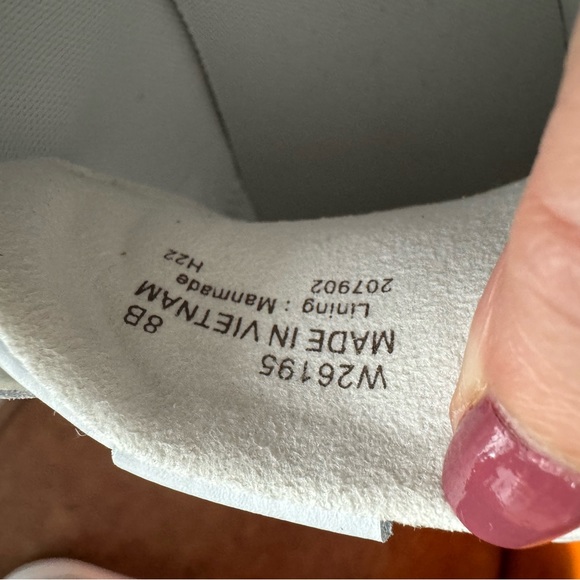 W26195 8B
MADE IN VIETNAM
Lining : Manmade
207902 H22